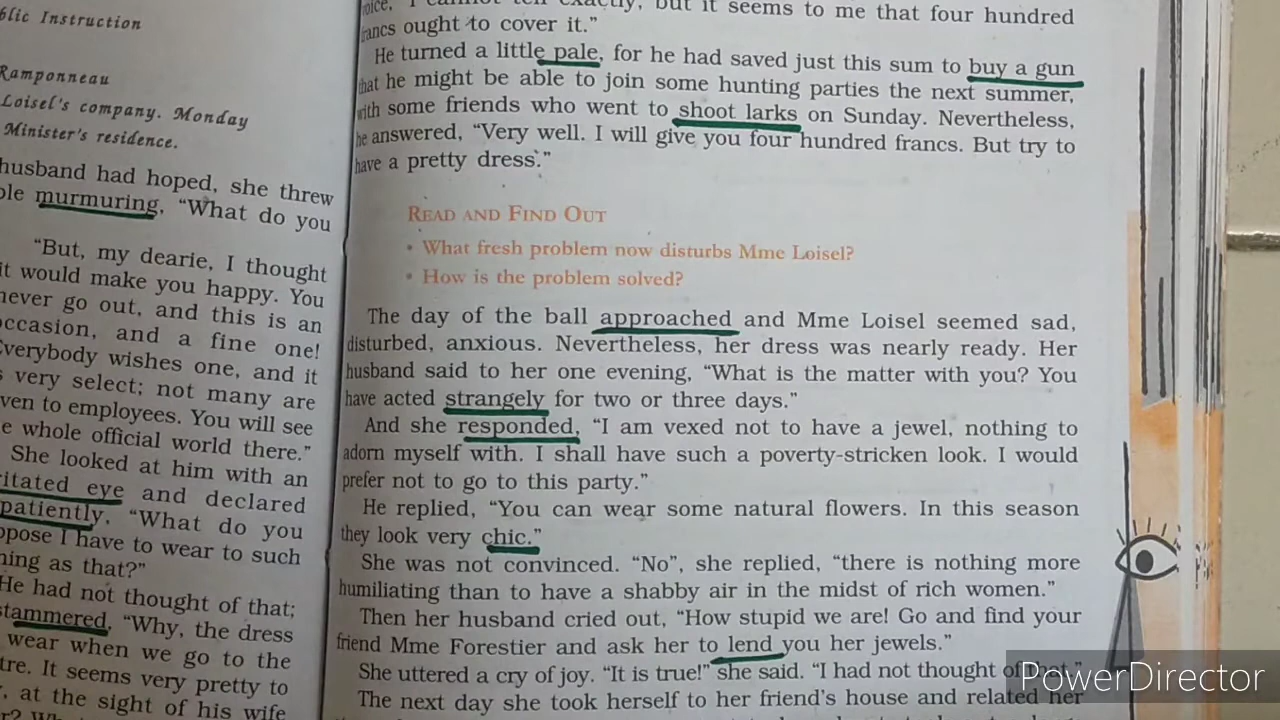 blic Instruction
Ramponneau
Loisel's company. Monday
Minister's residence.
husband had hoped, she threw
ble murmuring, “What do you
“But, my dearie, I thought
it would make you happy. You
never go out, and this is an
occasion, and a fine one!
Everybody wishes one, and it
s very select; not many are
ven to employees. You will see
e whole official world there.”
She looked at him with an
ritated eye and declared
patiently, “What do you
ppose I have to wear to such
hing as that?”
He had not thought of that;
stammered, “Why, the dress
wear when we go to the
tre. It seems very pretty to
, at the sight of his wife
voice, “I cannot tell exactly, but it seems to me that four hundred
francs ought to cover it.”
He turned a little pale, for he had saved just this sum to buy a gun
that he might be able to join some hunting parties the next summer,
with some friends who went to shoot larks on Sunday. Nevertheless,
he answered, “Very well. I will give you four hundred francs. But try to
have a pretty dress.”
READ AND FIND OUT
• What fresh problem now disturbs Mme Loisel?
• How is the problem solved?
The day of the ball approached and Mme Loisel seemed sad,
disturbed, anxious. Nevertheless, her dress was nearly ready. Her
husband said to her one evening, “What is the matter with you? You
have acted strangely for two or three days.”
And she responded, “I am vexed not to have a jewel, nothing to
adorn myself with. I shall have such a poverty-stricken look. I would
prefer not to go to this party.”
He replied, “You can wear some natural flowers. In this season
they look very chic.”
She was not convinced. “No”, she replied, “there is nothing more
humiliating than to have a shabby air in the midst of rich women.”
Then her husband cried out, “How stupid we are! Go and find your
friend Mme Forestier and ask her to lend you her jewels.”
She uttered a cry of joy. “It is true!” she said. “I had not thought of that.”
The next day she took herself to her friend's house and related her
PowerDirector